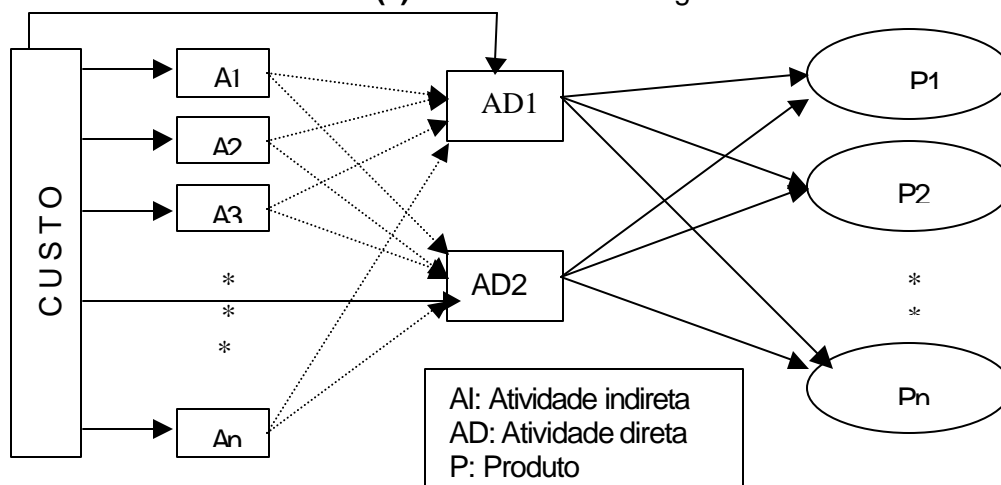 A1
AD1
P1
A2
CUSTO
A3
P2
AD2
*
*
*
*
*
An
Pn
AI: Atividade indireta
AD: Atividade direta
P: Produto